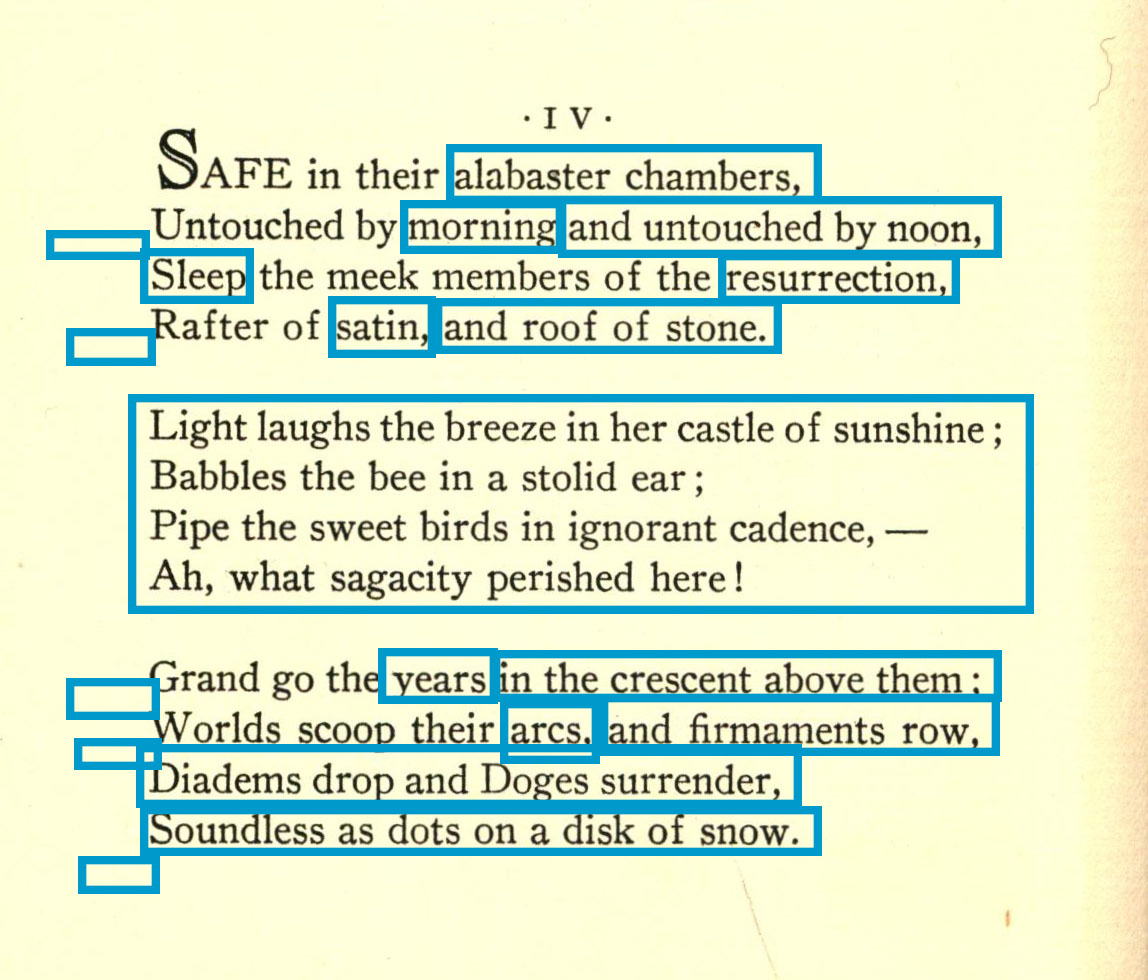 · I V ·
SAFE in their alabaster chambers,
Untouched by morning and untouched by noon,
Sleep the meek members of the resurrection,
Rafter of satin, and roof of stone.
Light laughs the breeze in her castle of sunshine ;
Babbles the bee in a stolid ear ;
Pipe the sweet birds in ignorant cadence, —
Ah, what sagacity perished here !
Grand go the years in the crescent above them ;
Worlds scoop their arcs, and firmaments row,
Diadems drop and Doges surrender,
Soundless as dots on a disk of snow.